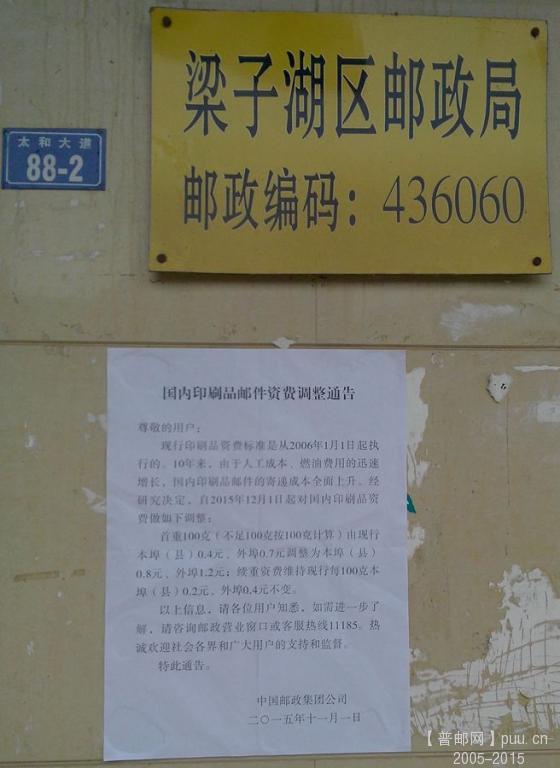 梁子湖区邮政局
邮政编码：436060
太和大道
88-2
国内印刷品邮件资费调整通告
尊敬的用户：
现行印刷品资费标准是从2006年1月1日起执
行的。10年来，由于人工成本、燃油费用的迅速
增长，国内印刷品邮件的寄递成本全面上升。经
研究决定，自2015年12月1日起对国内印刷品资
费做如下调整：
首重100克（不足100克按100克计算）由现行
本埠（县）0.4元、外埠0.7元调整为本埠（县）
0.8元、外埠1.2元；续重资费维持现行每100克本
埠（县）0.2元、外埠0.4元不变。
以上信息，请各位用户知悉，如需进一步了
解，请咨询邮政营业窗口或客服热线11185。热
诚欢迎社会各界和广大用户的支持和监督。
特此通告。
中国邮政集团公司
二〇一五年十一月一日
【普邮网】puu.cn
2005-2015